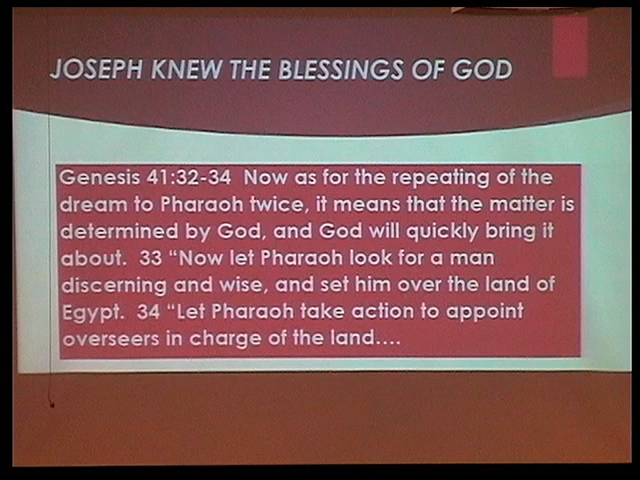 JOSEPH KNEW THE BLESSINGS OF GOD
Genesis 41:32-34 Now as for the repeating of the
dream to Pharaoh twice, it means that the matter is
determined by God, and God will quickly bring it
about. 33 “Now let Pharaoh look for a man
discerning and wise, and set him over the land of
Egypt. 34 “Let Pharaoh take action to appoint
overseers in charge of the land....